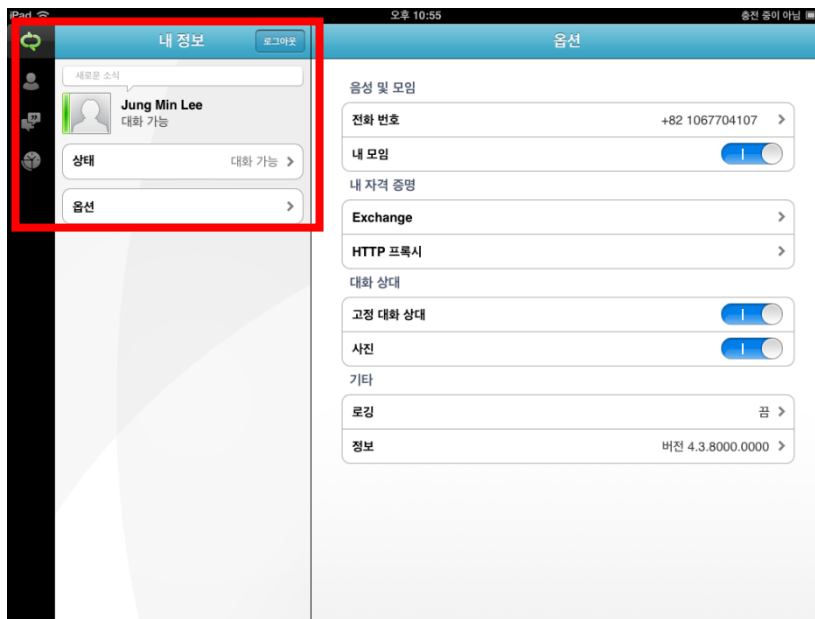 iPad
오후 10:55
충전 중이 아님
내 정보
로그아웃
새로운 소식
Jung Min Lee
대화 가능
상태 대화 가능
옵션
옵션
음성 및 모임
전화 번호 +82 1067704107
내 모임
내 자격 증명
Exchange
HTTP 프록시
대화 상대
고정 대화 상대
사진
기타
로깅 끔
정보 버전 4.3.8000.0000